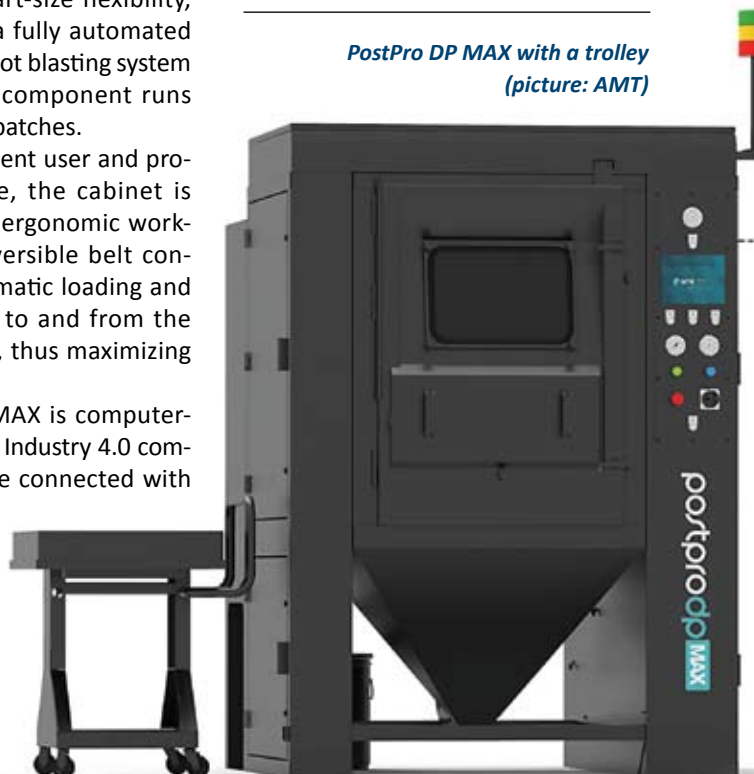 art-size flexibility,
a fully automated
ot blasting system
component runs
batches.
ent user and pro-
e, the cabinet is
ergonomic work-
versible belt con-
matic loading and
to and from the
, thus maximizing
MAX is computer-
Industry 4.0 com-
e connected with
PostPro DP MAX with a trolley
(picture: AMT)
postprodp MAX